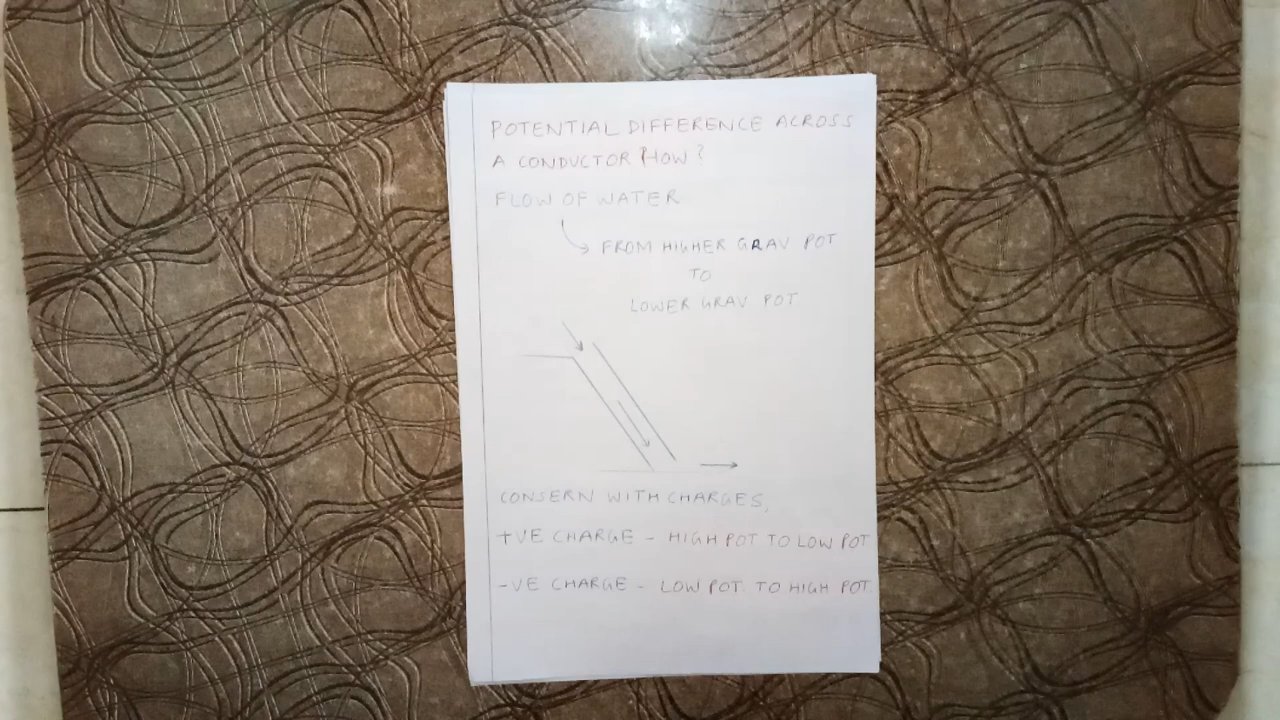 POTENTIAL DIFFERENCE ACROSS
A CONDUCTOR HOW?
FLOW OF WATER
FROM HIGHER GRAV POT
TO
LOWER GRAV POT
CONSERN WITH CHARGES,
+VE CHARGE - HIGH POT TO LOW POT
-VE CHARGE - LOW POT TO HIGH POT